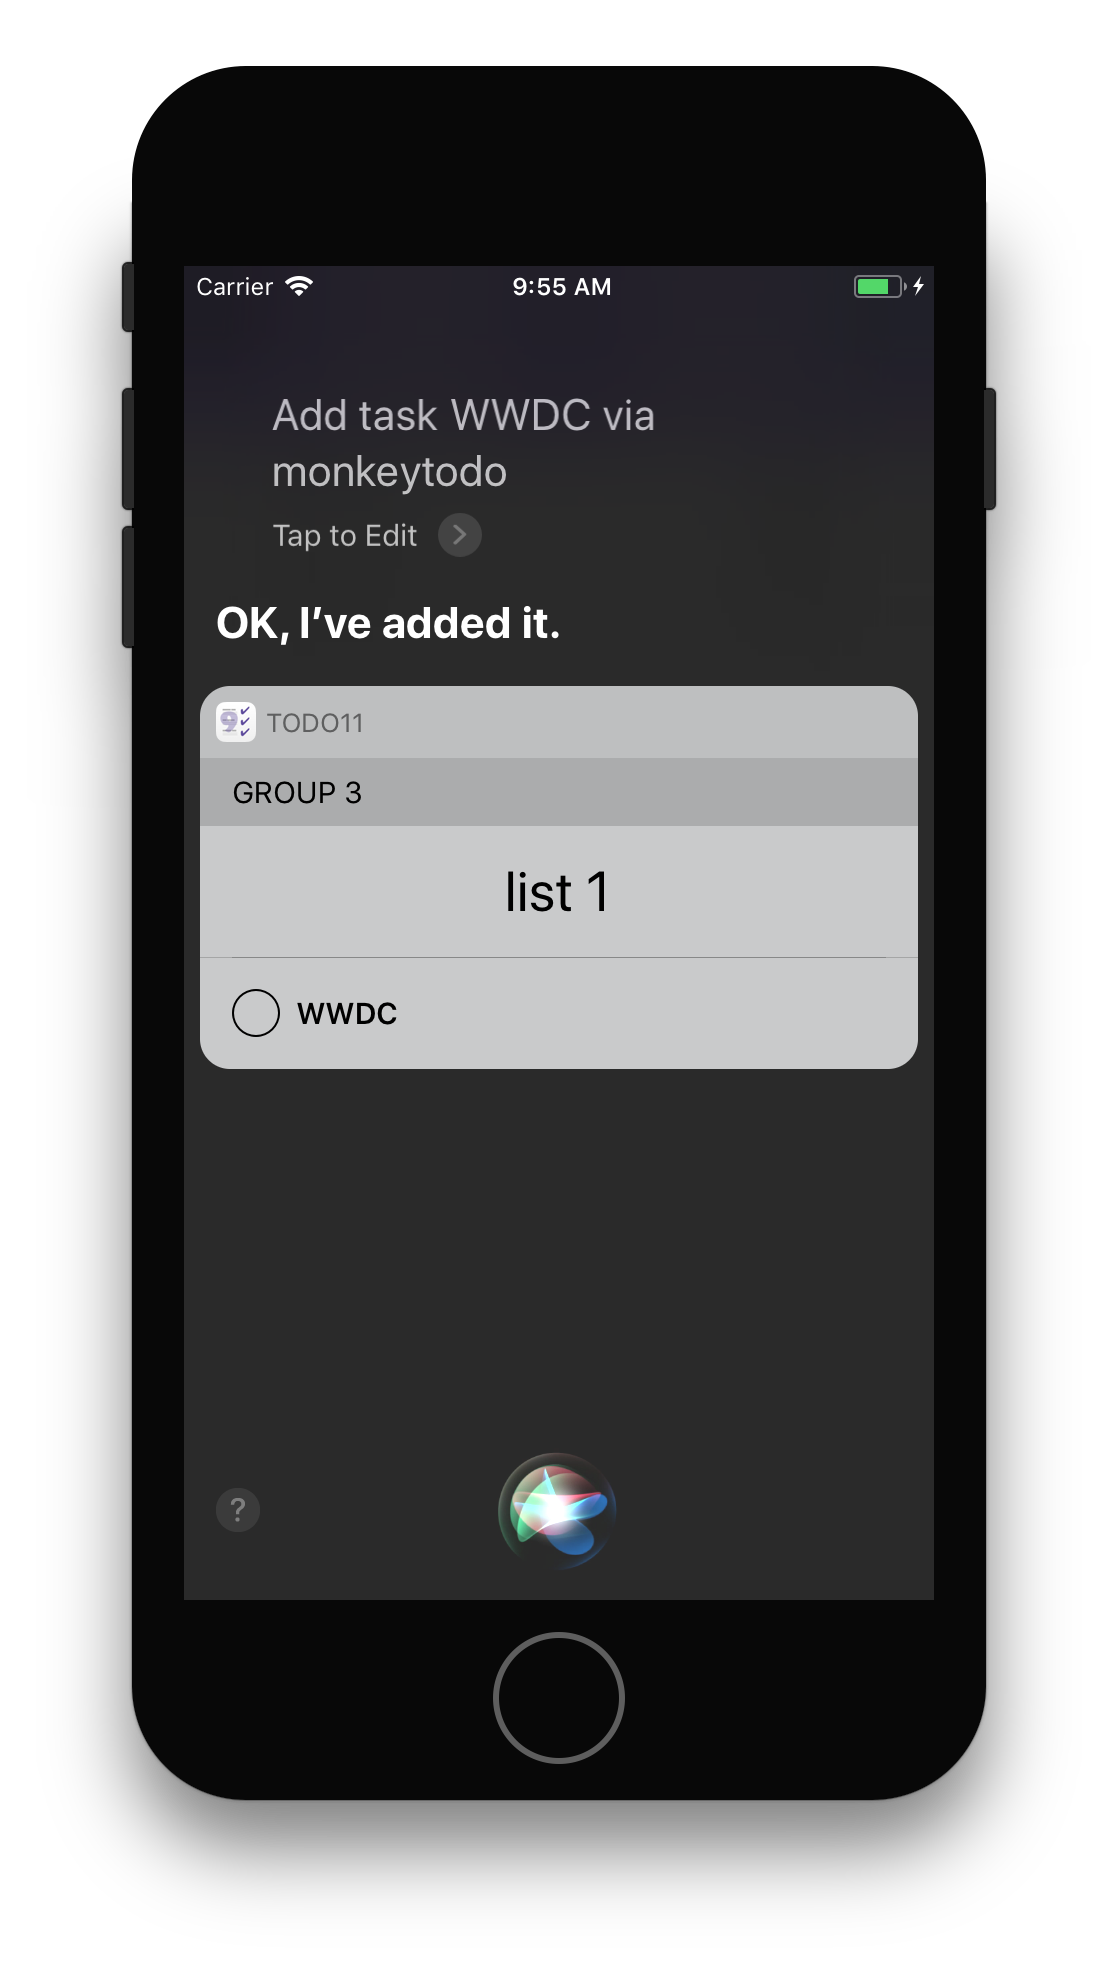 Carrier 9:55 AM
Add task WWDC via
monkeytodo
Tap to Edit
OK, I’ve added it.
TODO11
GROUP 3
list 1
WWDC
?